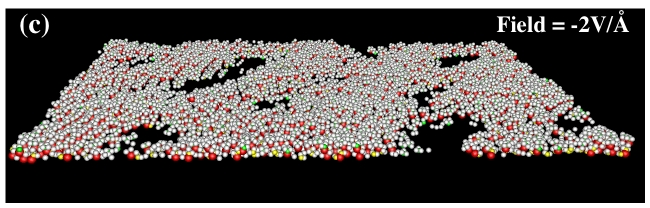 (c)
Field = -2V/Å